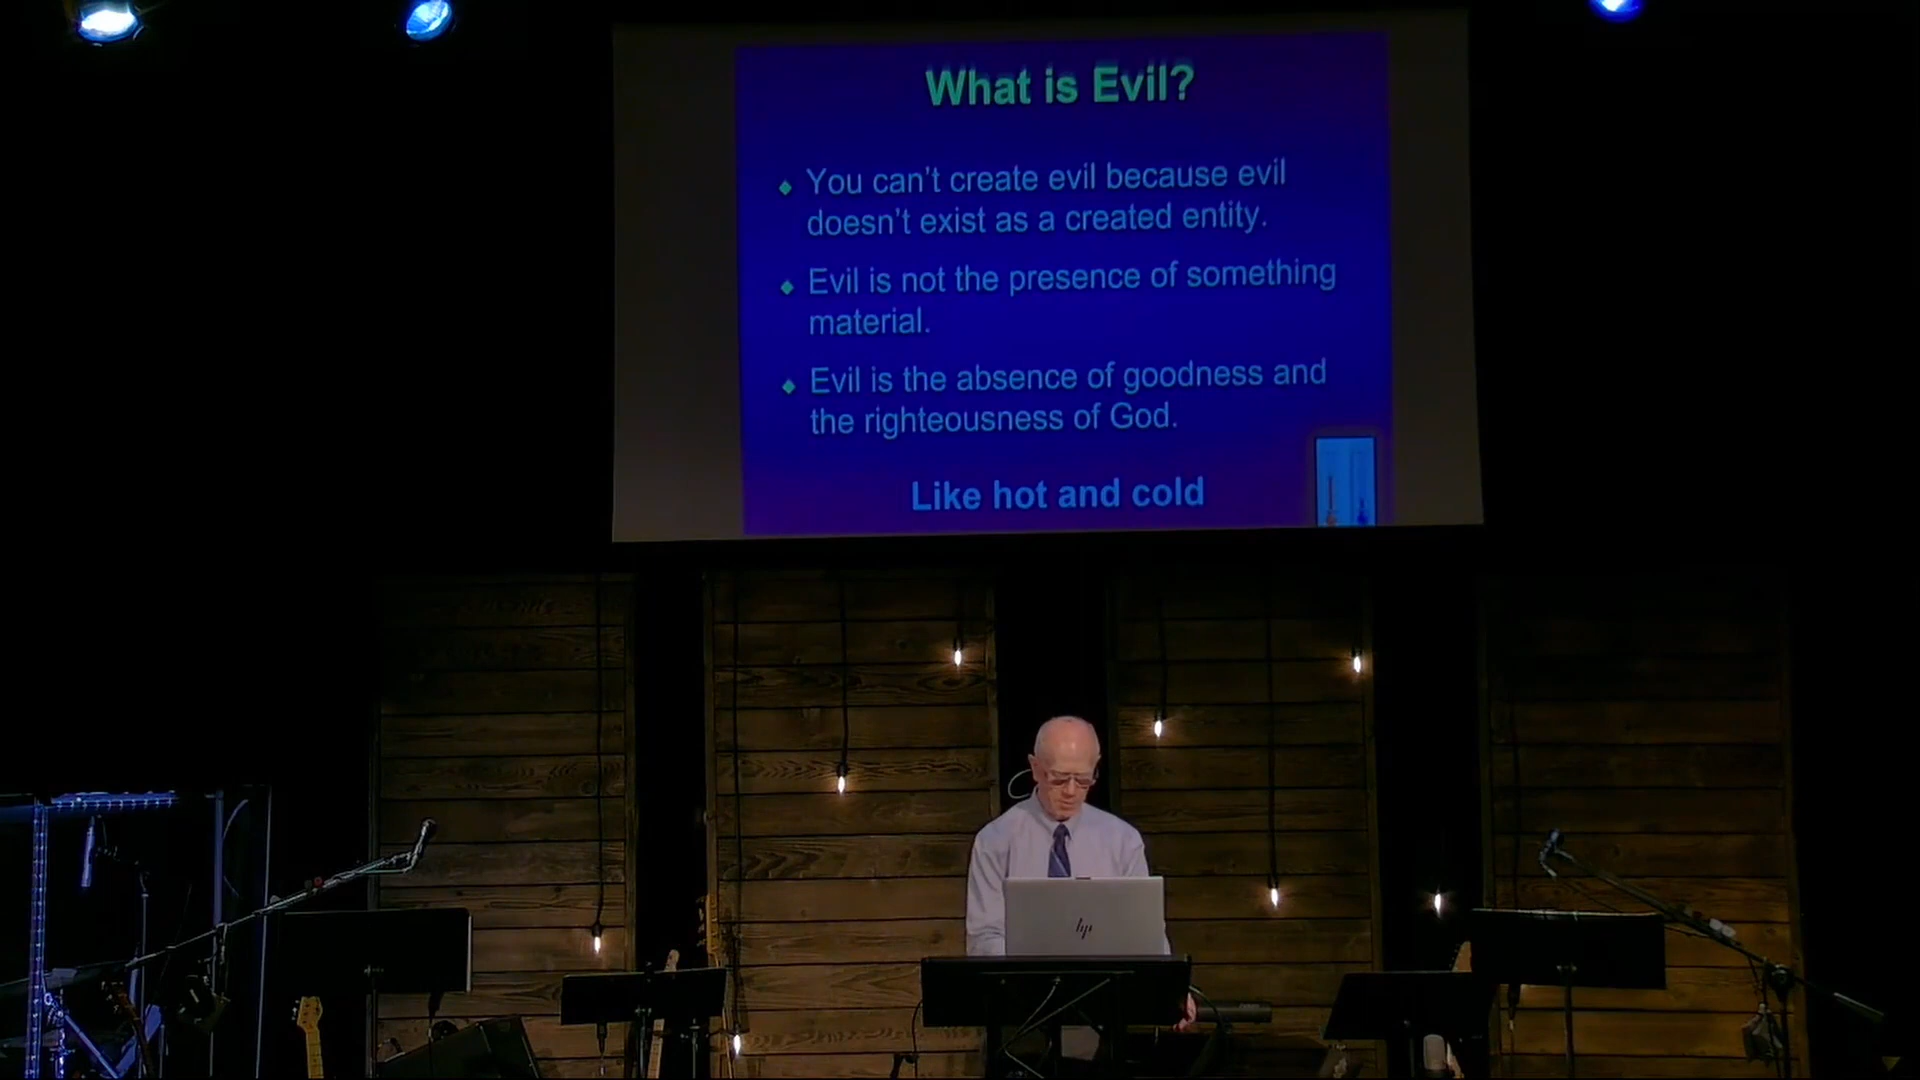 What is Evil?
You can't create evil because evil
doesn't exist as a created entity.
Evil is not the presence of something
material.
Evil is the absence of goodness and
the righteousness of God.
Like hot and cold
hp